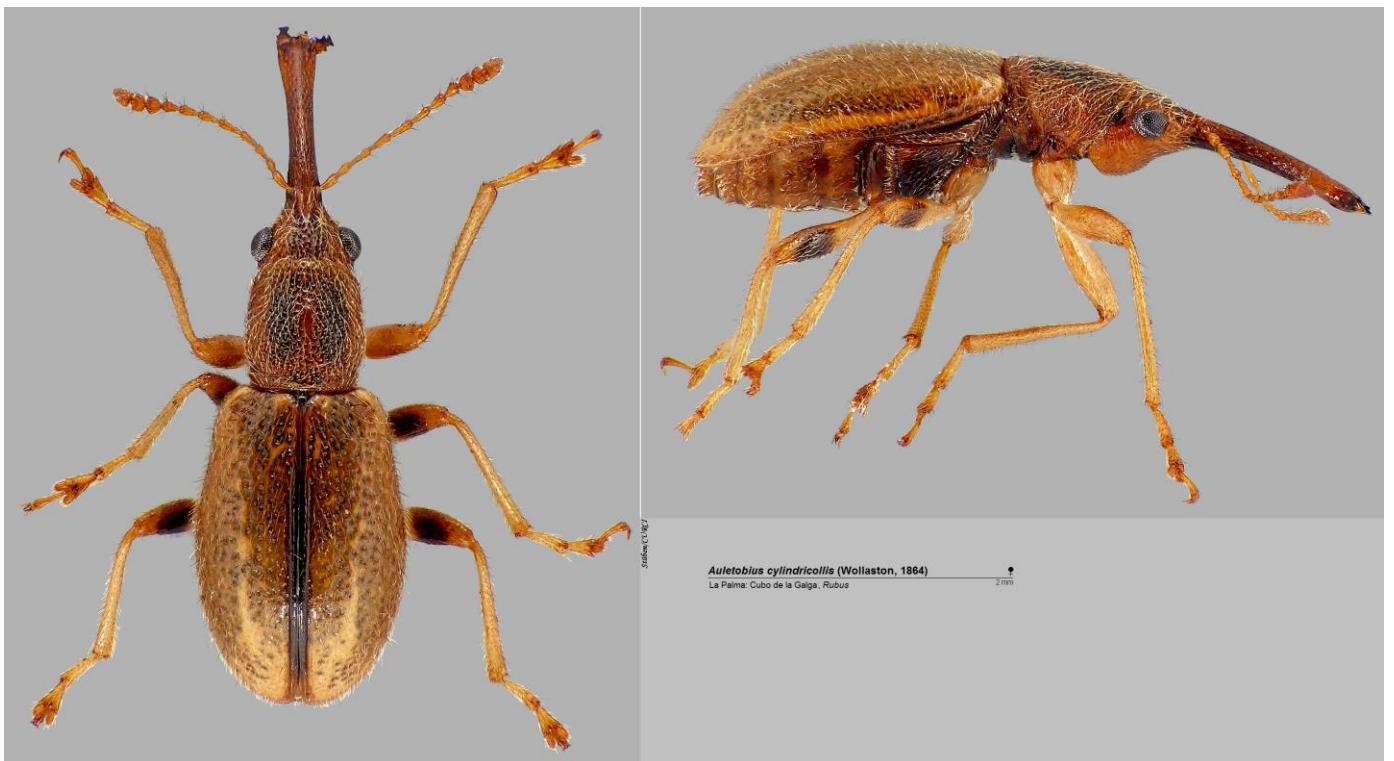 Auletobius cylindricollis (Wollaston, 1864)
2 mm
La Palma: Cubo de la Galga, Rubus